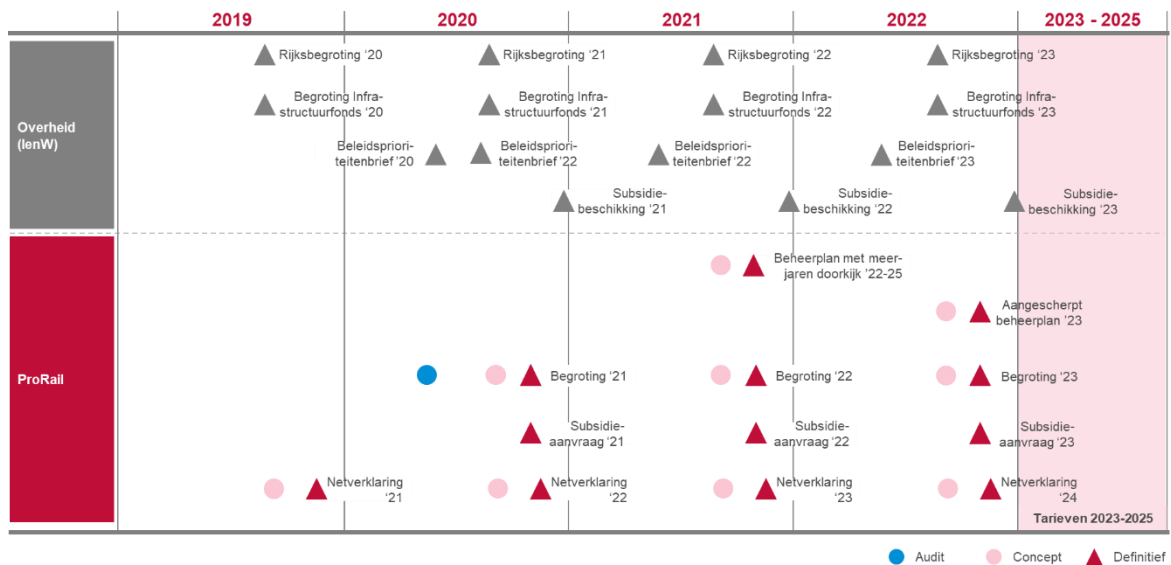 2019 2020 2021 2022 2023 - 2025
Rijksbegroting '20 Rijksbegroting '21 Rijksbegroting '22 Rijksbegroting '23
Begroting Infra- Begroting Infra- Begroting Infra- Begroting Infra-
structuurfonds '20 structuurfonds '21 structuurfonds '22 structuurfonds '23
Overheid
(IenW)
Beleidspriori- Beleidspriori- Beleidspriori- Beleidspriori-
teitenbrief '20 teitenbrief '22 teitenbrief '22 teitenbrief '23
Subsidie- Subsidie- Subsidie-
beschikking '21 beschikking '22 beschikking '23
Beheerplan met meer-
jaren doorkijk '22-25
Aangescherpt
beheerplan '23
ProRail
Begroting '21 Begroting '22 Begroting '23
Subsidie- Subsidie- Subsidie-
aanvraag '21 aanvraag '22 aanvraag '23
Netverklaring Netverklaring Netverklaring Netverklaring
'21 '22 '23 '24
Tarieven 2023-2025
Audit Concept Definitief